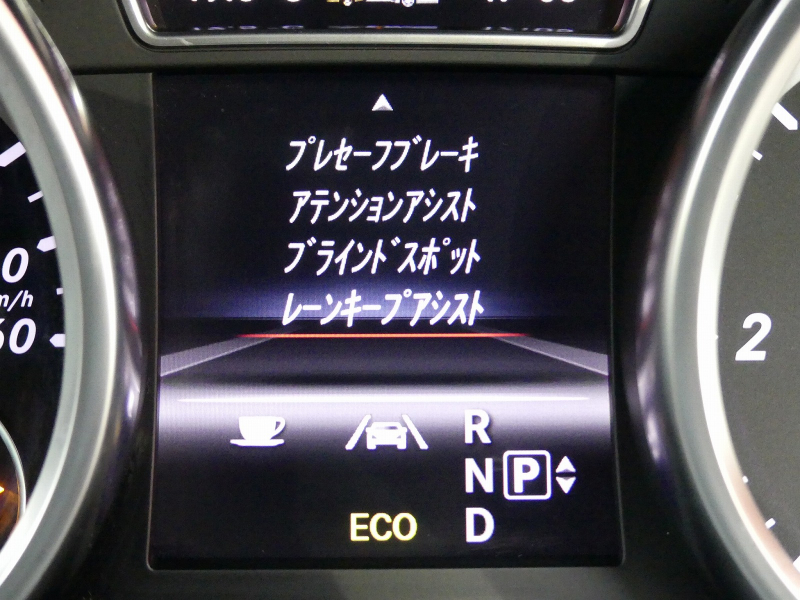 プレセーフブレーキ
アテンションアシスト
ブラインドスポット
レーンキープアシスト
0
m/h
60
2
R
N P
ECO D